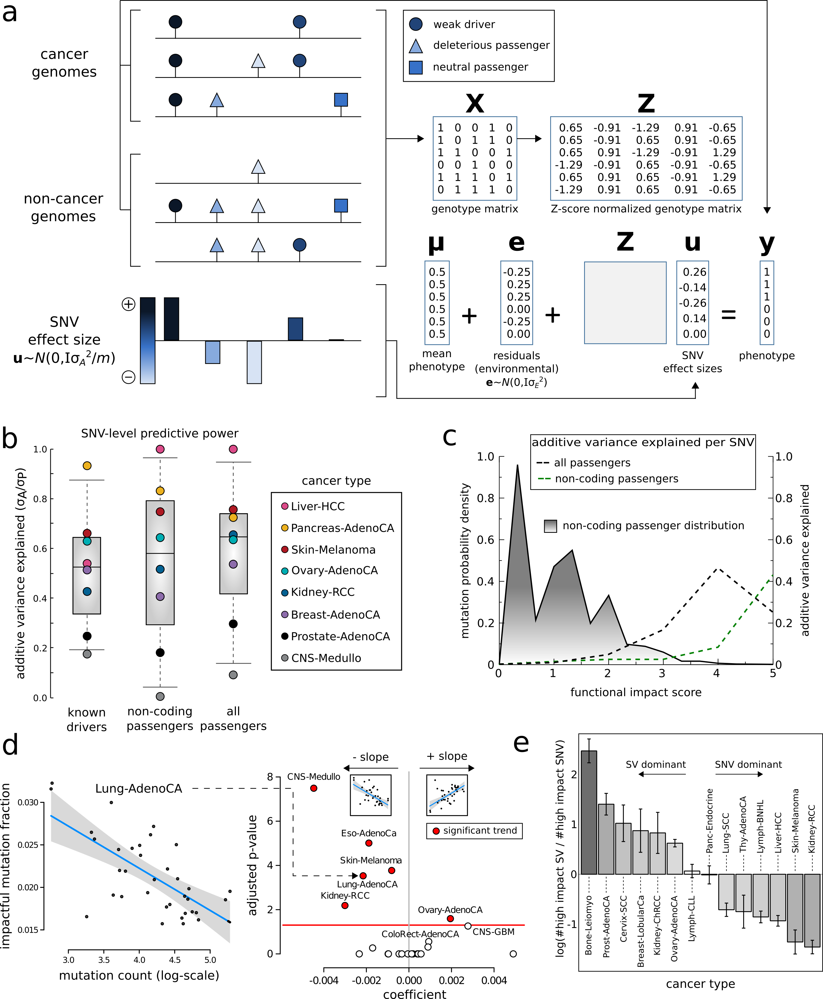 a
cancer
genomes
non-cancer
genomes
weak driver
deleterious passenger
neutral passenger
X
1 0 0 1 0
1 0 1 1 0
1 1 0 0 1
0 0 1 0 0
1 1 1 0 1
0 1 1 1 0
genotype matrix
Z
0.65 -0.91 -1.29 0.91 -0.65
0.65 -0.91 0.65 0.91 -0.65
0.65 0.91 -1.29 -0.91 1.29
-1.29 -0.91 0.65 -0.91 -0.65
0.65 0.91 0.65 -0.91 1.29
-1.29 0.91 0.65 0.91 -0.65
Z-score normalized genotype matrix
SNV
effect size
u~N(0,Iσ_A²/m)
+
−
μ
0.5
0.5
0.5
0.5
0.5
0.5
mean
phenotype
+
e
-0.25
0.25
0.25
0.00
-0.25
0.00
residuals
(environmental)
e~N(0,Iσ_E²)
+
Z
u
0.26
-0.14
-0.26
0.14
0.00
SNV
effect sizes
=
y
1
1
1
0
0
0
phenotype
b
SNV-level predictive power
additive variance explained (σA/σP)
1.0
0.8
0.6
0.4
0.2
0.0
known
drivers
non-coding
passengers
all
passengers
cancer type
Liver-HCC
Pancreas-AdenoCA
Skin-Melanoma
Ovary-AdenoCA
Kidney-RCC
Breast-AdenoCA
Prostate-AdenoCA
CNS-Medullo
c
additive variance explained per SNV
all passengers
non-coding passengers
non-coding passenger distribution
mutation probability density
1.0
0.8
0.6
0.4
0.2
0
additive variance explained
1.0
0.8
0.6
0.4
0.2
0
0 1 2 3 4 5
functional impact score
d
impactful mutation fraction
0.030
0.025
0.020
0.015
Lung-AdenoCA
3.0 3.5 4.0 4.5 5.0
mutation count (log-scale)
adjusted p-value
8
6
4
2
0
- slope
+ slope
significant trend
CNS-Medullo
Eso-AdenoCa
Skin-Melanoma
Lung-AdenoCA
Kidney-RCC
Ovary-AdenoCA
CNS-GBM
ColoRect-AdenoCA
-0.004 -0.002 0.000 0.002 0.004
coefficient
e
log(#high impact SV / #high impact SNV)
2
1
0
-1
SV dominant
SNV dominant
Bone-Leiomyo
Prost-AdenoCA
Cervix-SCC
Breast-LobularCa
Kidney-ChRCC
Ovary-AdenoCA
Lymph-CLL
Panc-Endocrine
Lung-SCC
Thy-AdenoCA
Lymph-BNHL
Liver-HCC
Skin-Melanoma
Kidney-RCC
cancer type